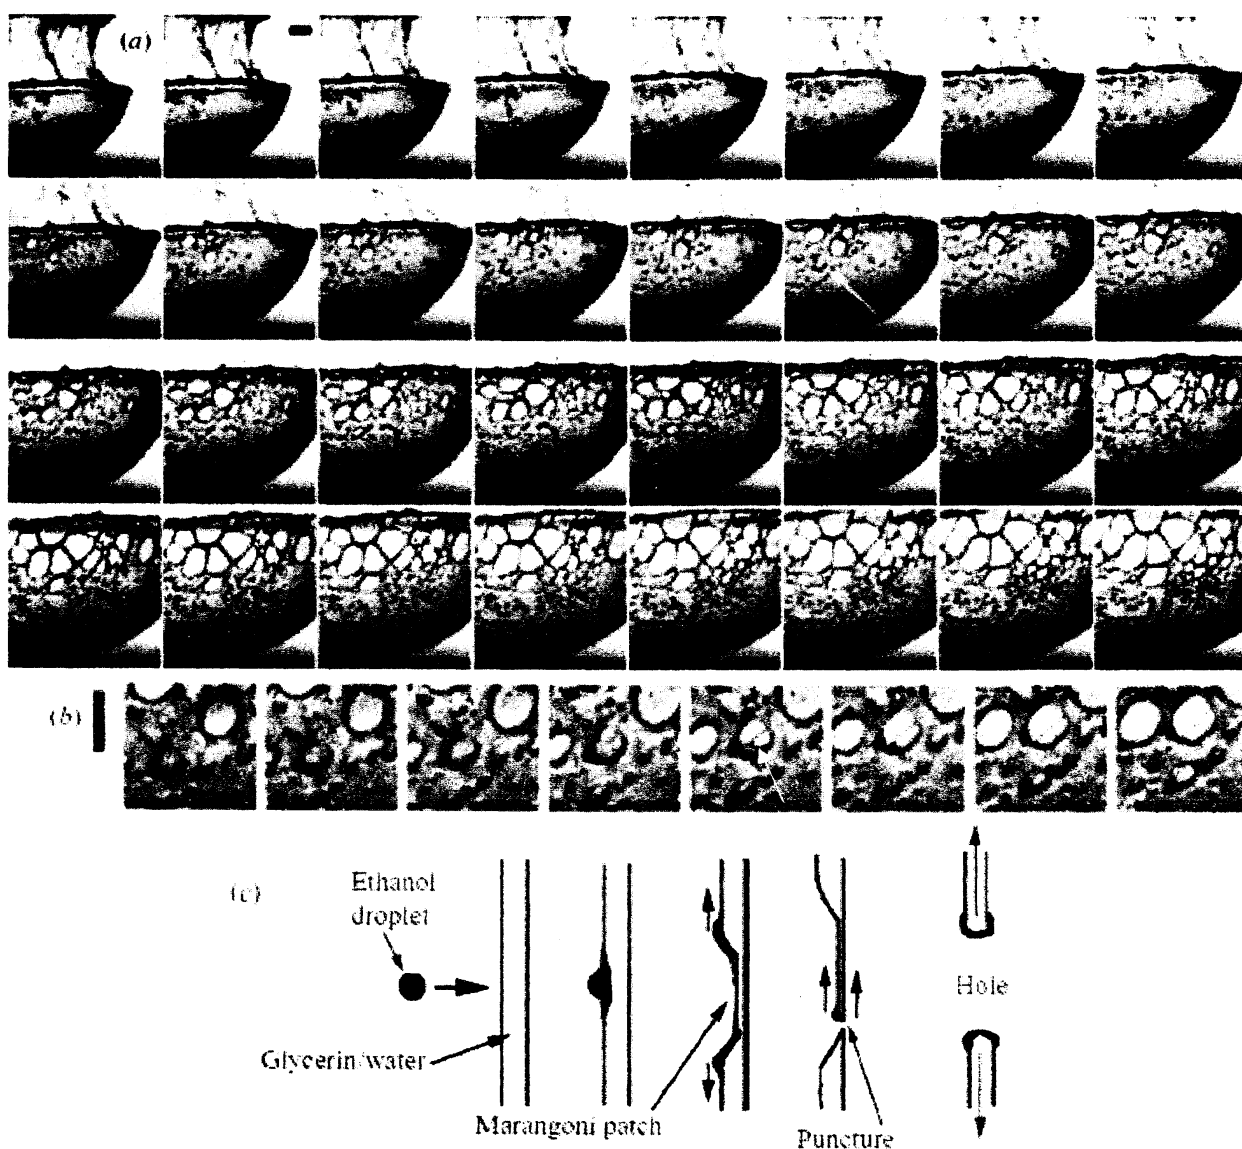 (a)
(b)
(c)
Ethanol
droplet
Hole
Glycerin/water
Marangoni patch
Puncture